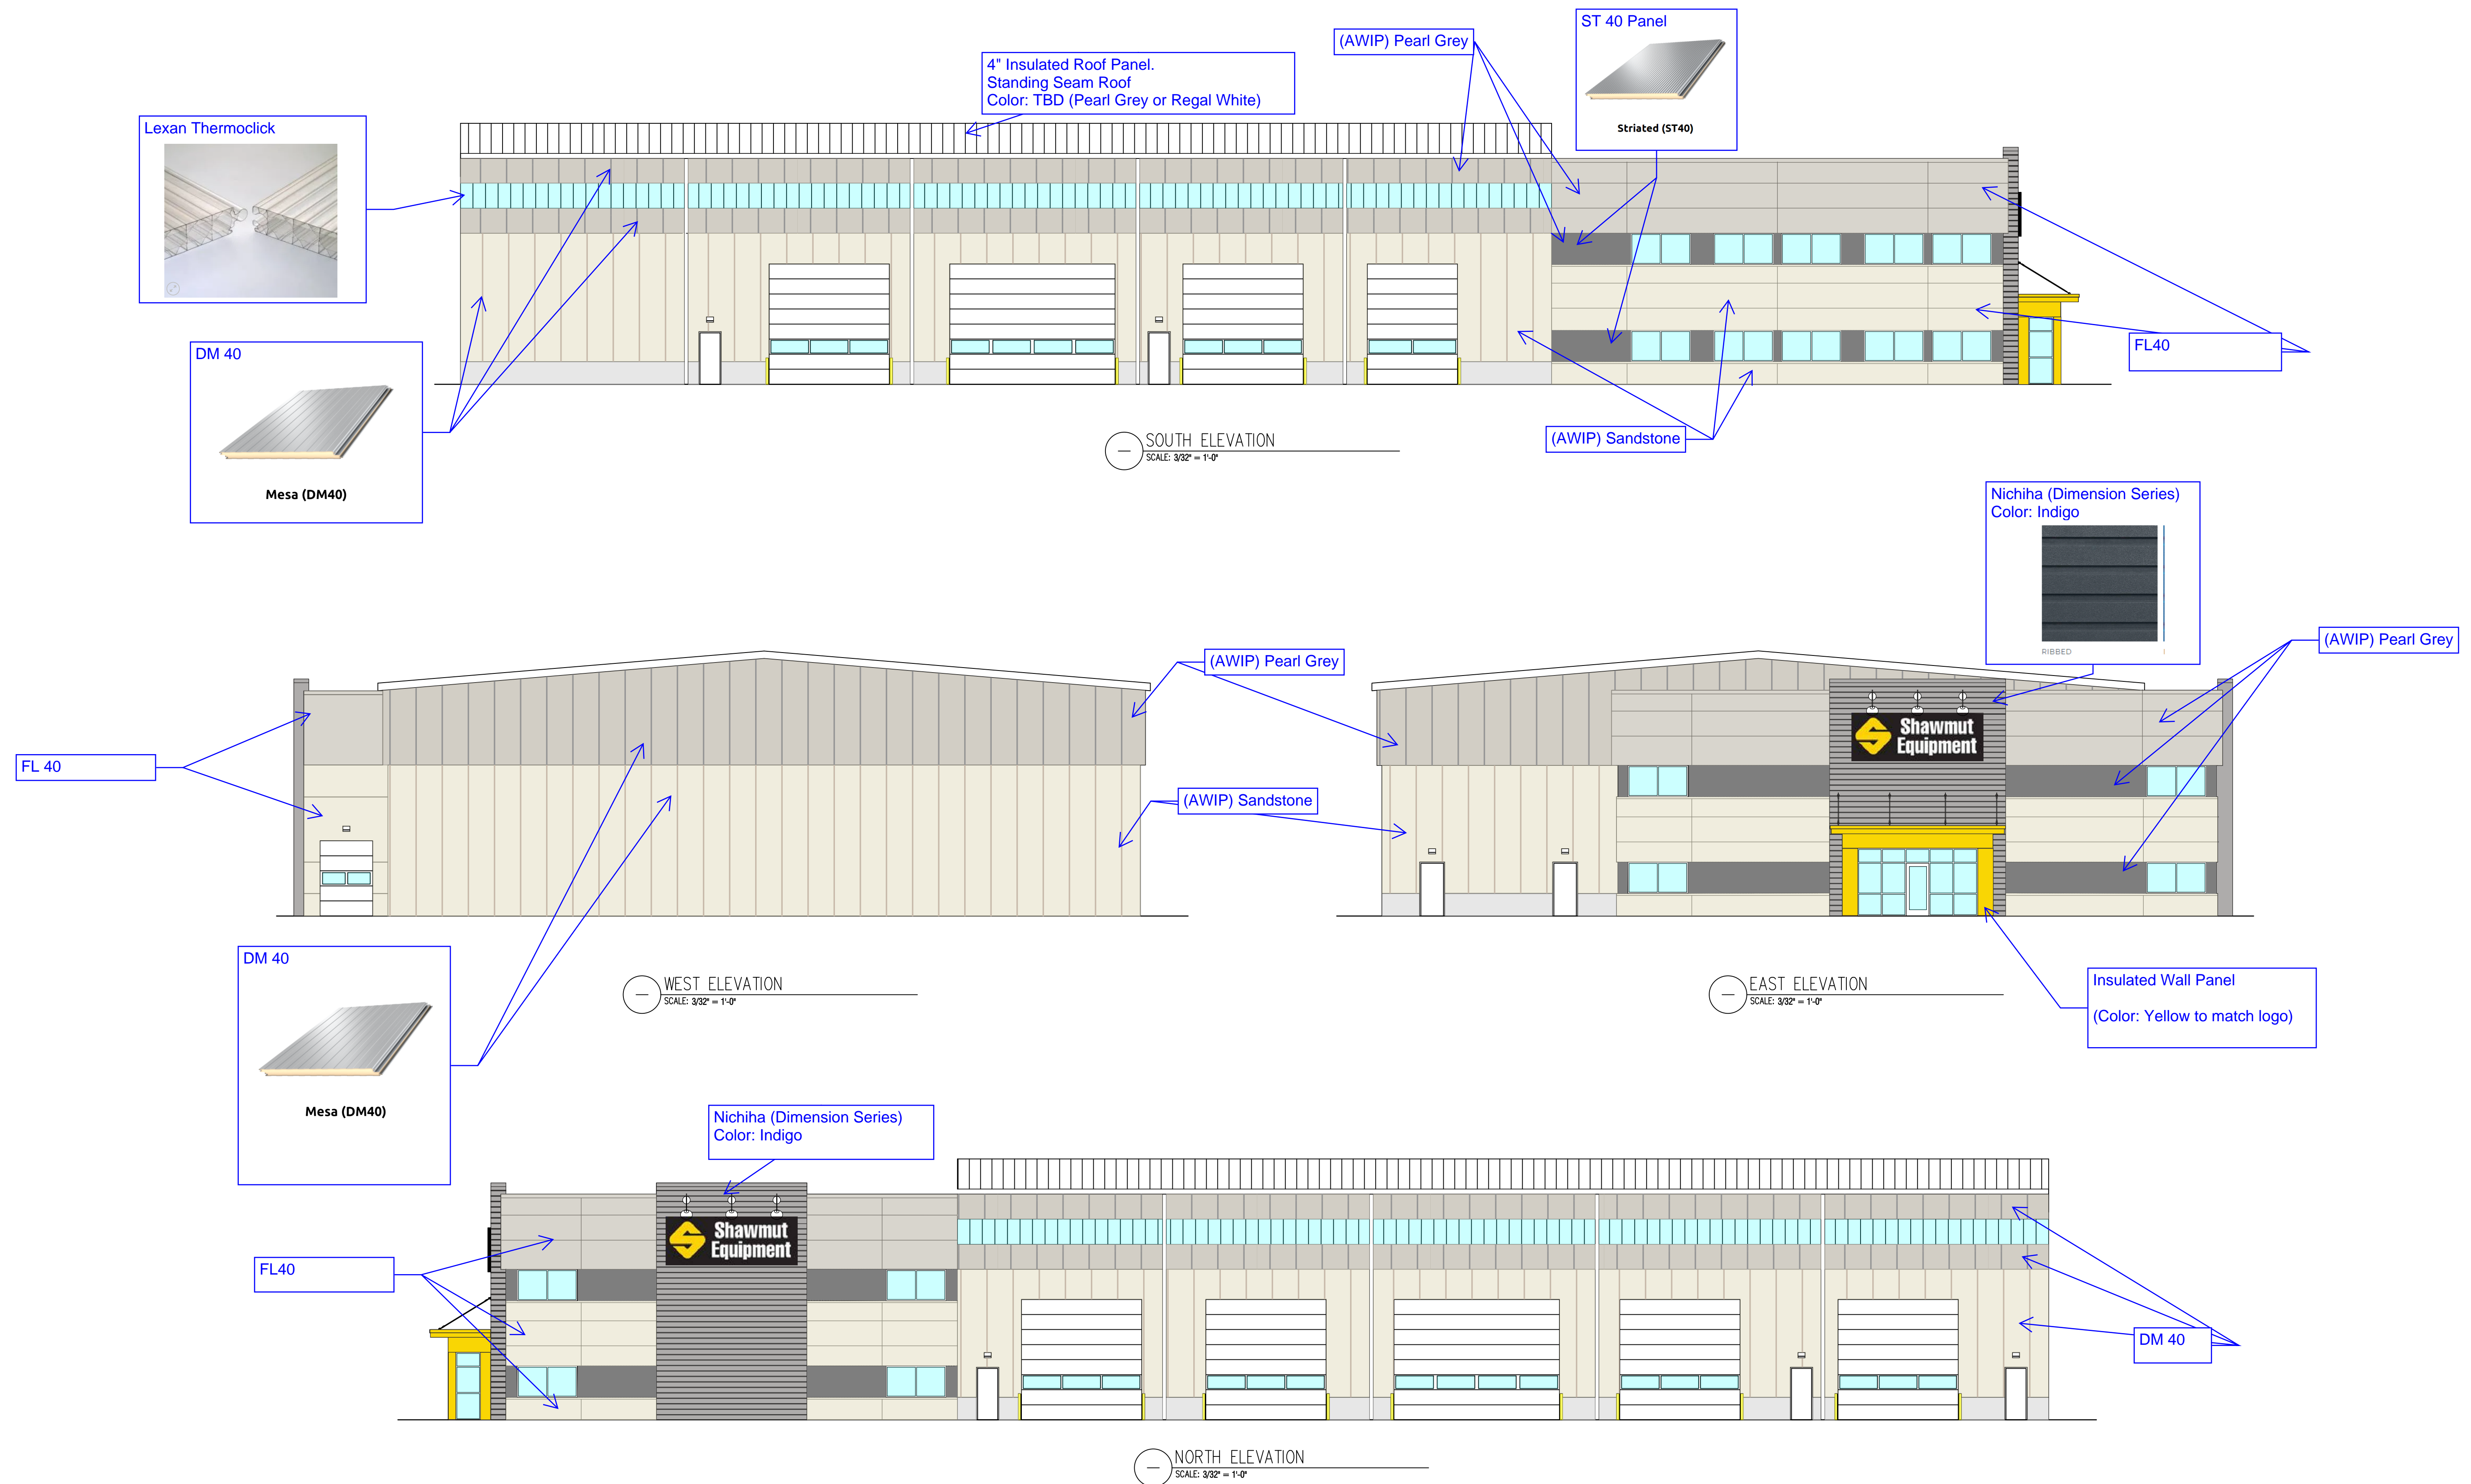 ST 40 Panel
Striated (ST40)
(AWIP) Pearl Grey
4" Insulated Roof Panel.
Standing Seam Roof
Color: TBD (Pearl Grey or Regal White)
Lexan Thermoclick
DM 40
Mesa (DM40)
FL40
(AWIP) Sandstone
SOUTH ELEVATION
SCALE: 3/32" = 1'-0"
Nichiha (Dimension Series)
Color: Indigo
RIBBED
(AWIP) Pearl Grey
(AWIP) Pearl Grey
Shawmut
Equipment
FL 40
(AWIP) Sandstone
DM 40
Mesa (DM40)
WEST ELEVATION
SCALE: 3/32" = 1'-0"
EAST ELEVATION
SCALE: 3/32" = 1'-0"
Insulated Wall Panel
(Color: Yellow to match logo)
Nichiha (Dimension Series)
Color: Indigo
Shawmut
Equipment
FL40
DM 40
NORTH ELEVATION
SCALE: 3/32" = 1'-0"